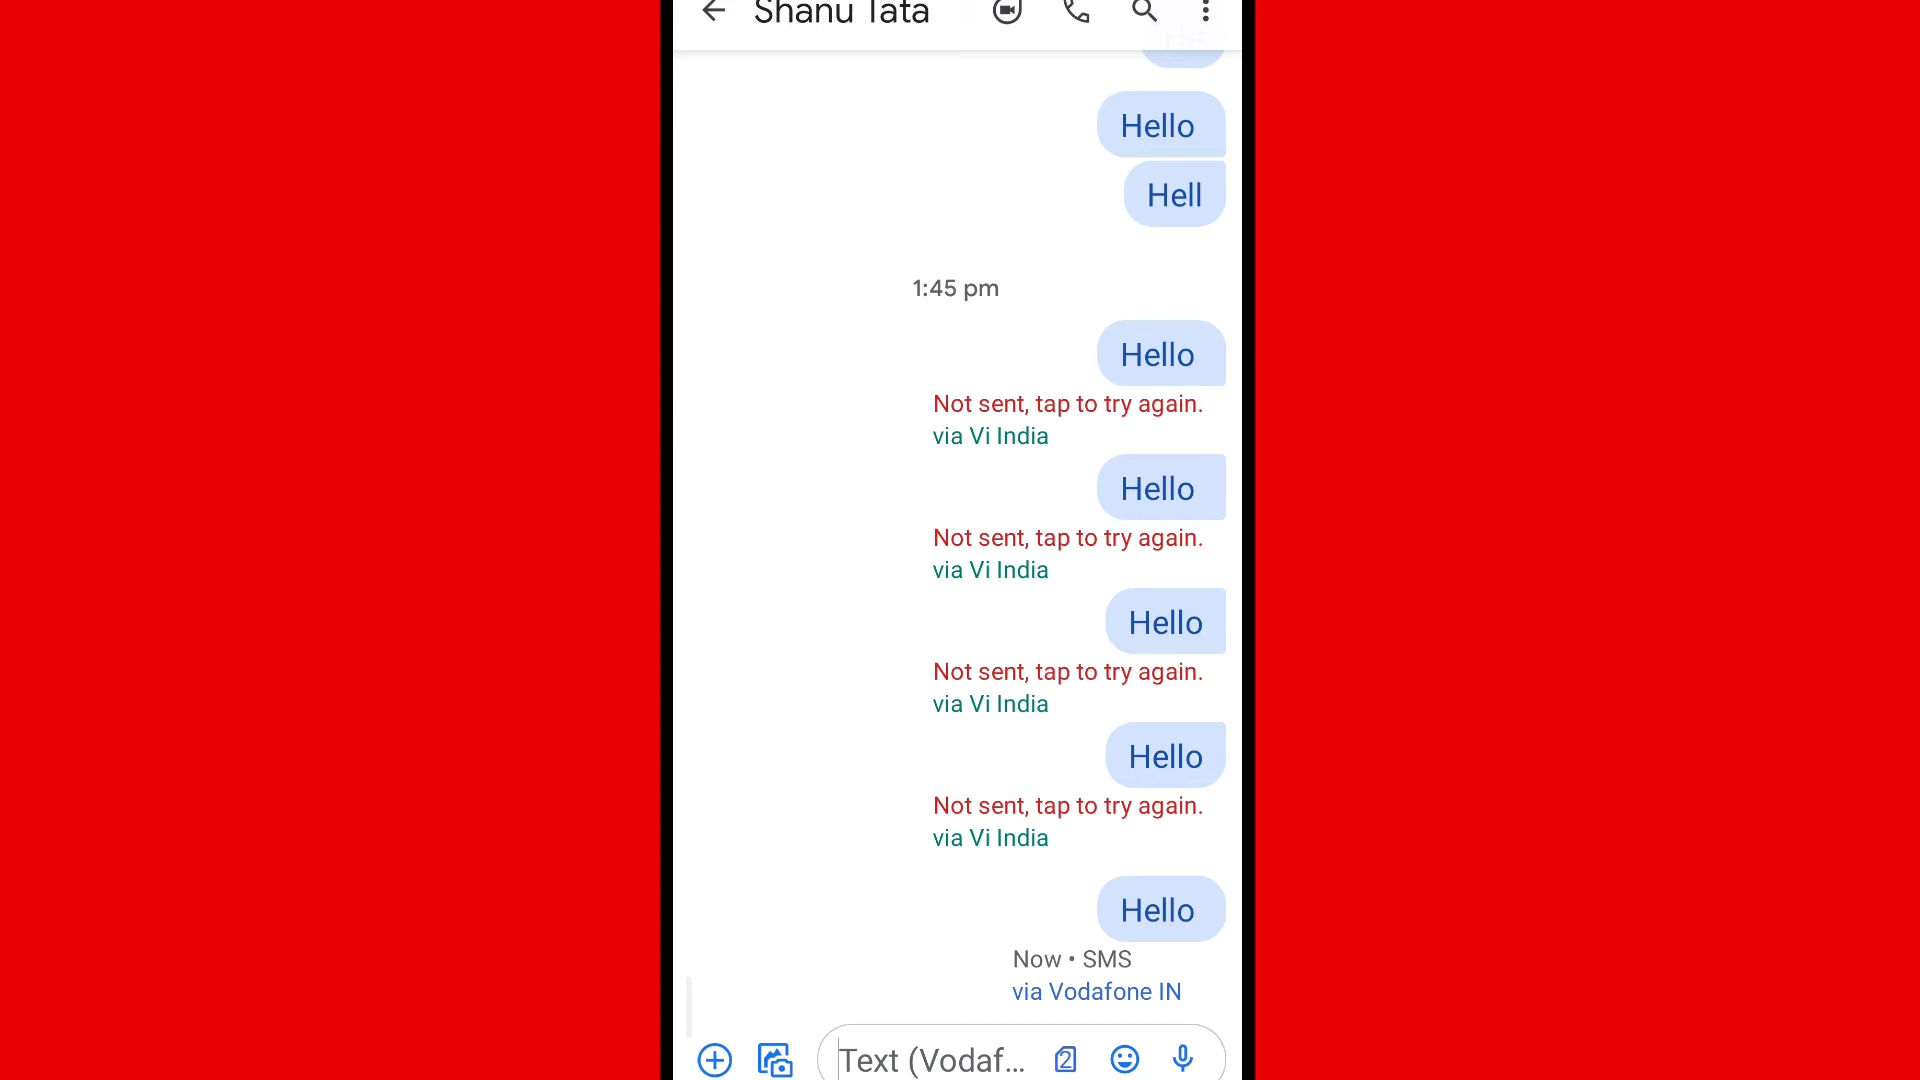 Shanu Tata
Hello
Hell
1:45 pm
Hello
Not sent, tap to try again.
via Vi India
Hello
Not sent, tap to try again.
via Vi India
Hello
Not sent, tap to try again.
via Vi India
Hello
Not sent, tap to try again.
via Vi India
Hello
Now • SMS
via Vodafone IN
Text (Vodaf... 2